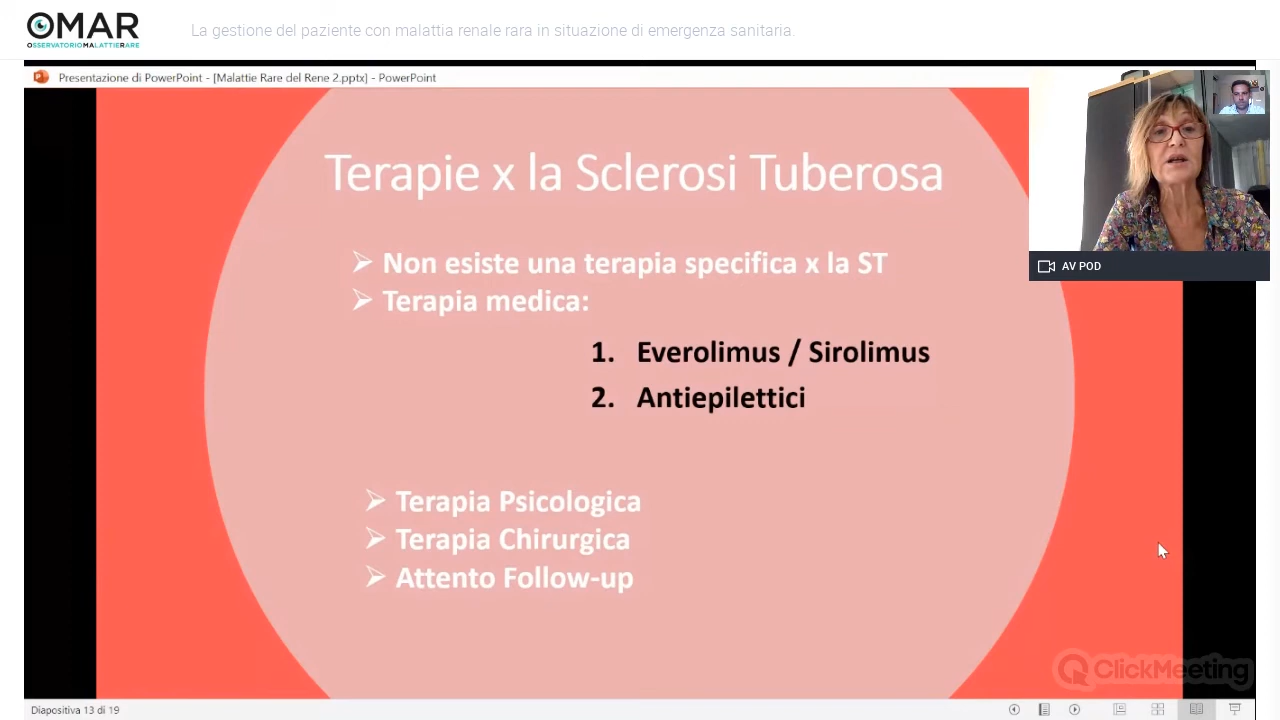 OMAR
OSSERVATORIOMALATTIERARE
La gestione del paziente con malattia renale rara in situazione di emergenza sanitaria.
Presentazione di PowerPoint - [Malattie Rare del Rene 2.pptx] - PowerPoint
AV POD
Terapie x la Sclerosi Tuberosa
➢ Non esiste una terapia specifica x la ST
➢ Terapia medica:
1. Everolimus / Sirolimus
2. Antiepilettici
➢ Terapia Psicologica
➢ Terapia Chirurgica
➢ Attento Follow-up
ClickMeeting
Diapositiva 13 di 19